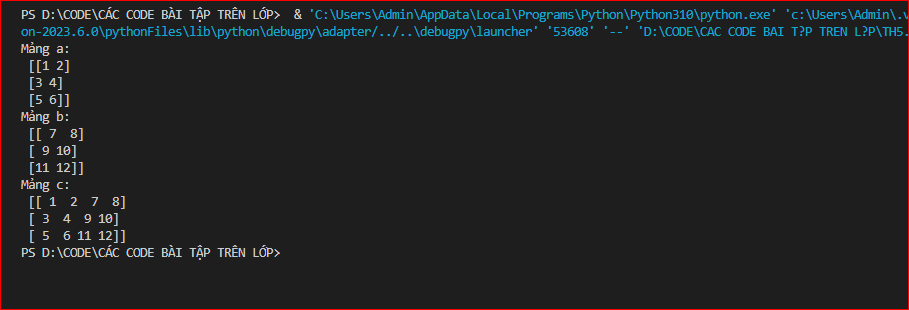 PS D:\CODE\CÁC CODE BÀI TẬP TRÊN LỚP>  & 'C:\Users\Admin\AppData\Local\Programs\Python\Python310\python.exe' 'c:\Users\Admin\.v
on-2023.6.0\pythonFiles\lib\python\debugpy\adapter/../..\debugpy\launcher' '53608' '--' 'D:\CODE\CAC CODE BAI T?P TREN L?P\TH5.
Mảng a:
 [[1 2]
 [3 4]
 [5 6]]
Mảng b:
 [[ 7  8]
 [ 9 10]
 [11 12]]
Mảng c:
 [[ 1  2  7  8]
 [ 3  4  9 10]
 [ 5  6 11 12]]
PS D:\CODE\CÁC CODE BÀI TẬP TRÊN LỚP>